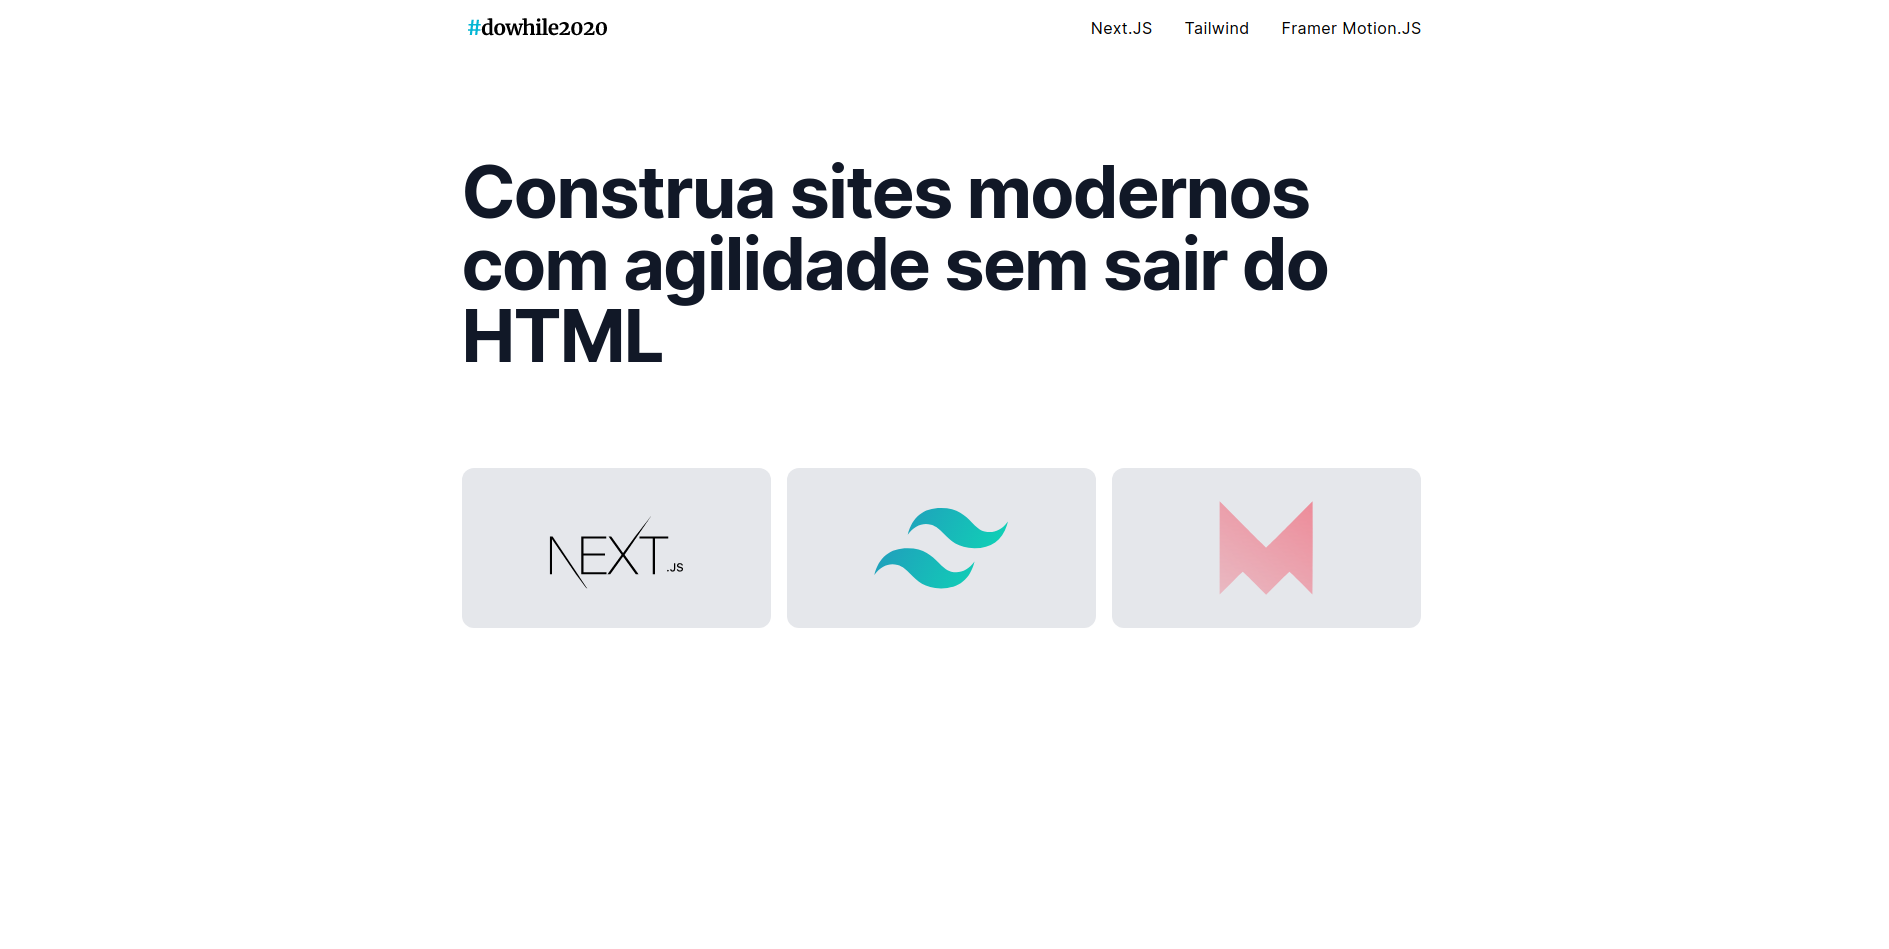 #dowhile2020
Next.JS Tailwind Framer Motion.JS
Construa sites modernos
com agilidade sem sair do
HTML
NEXT.JS